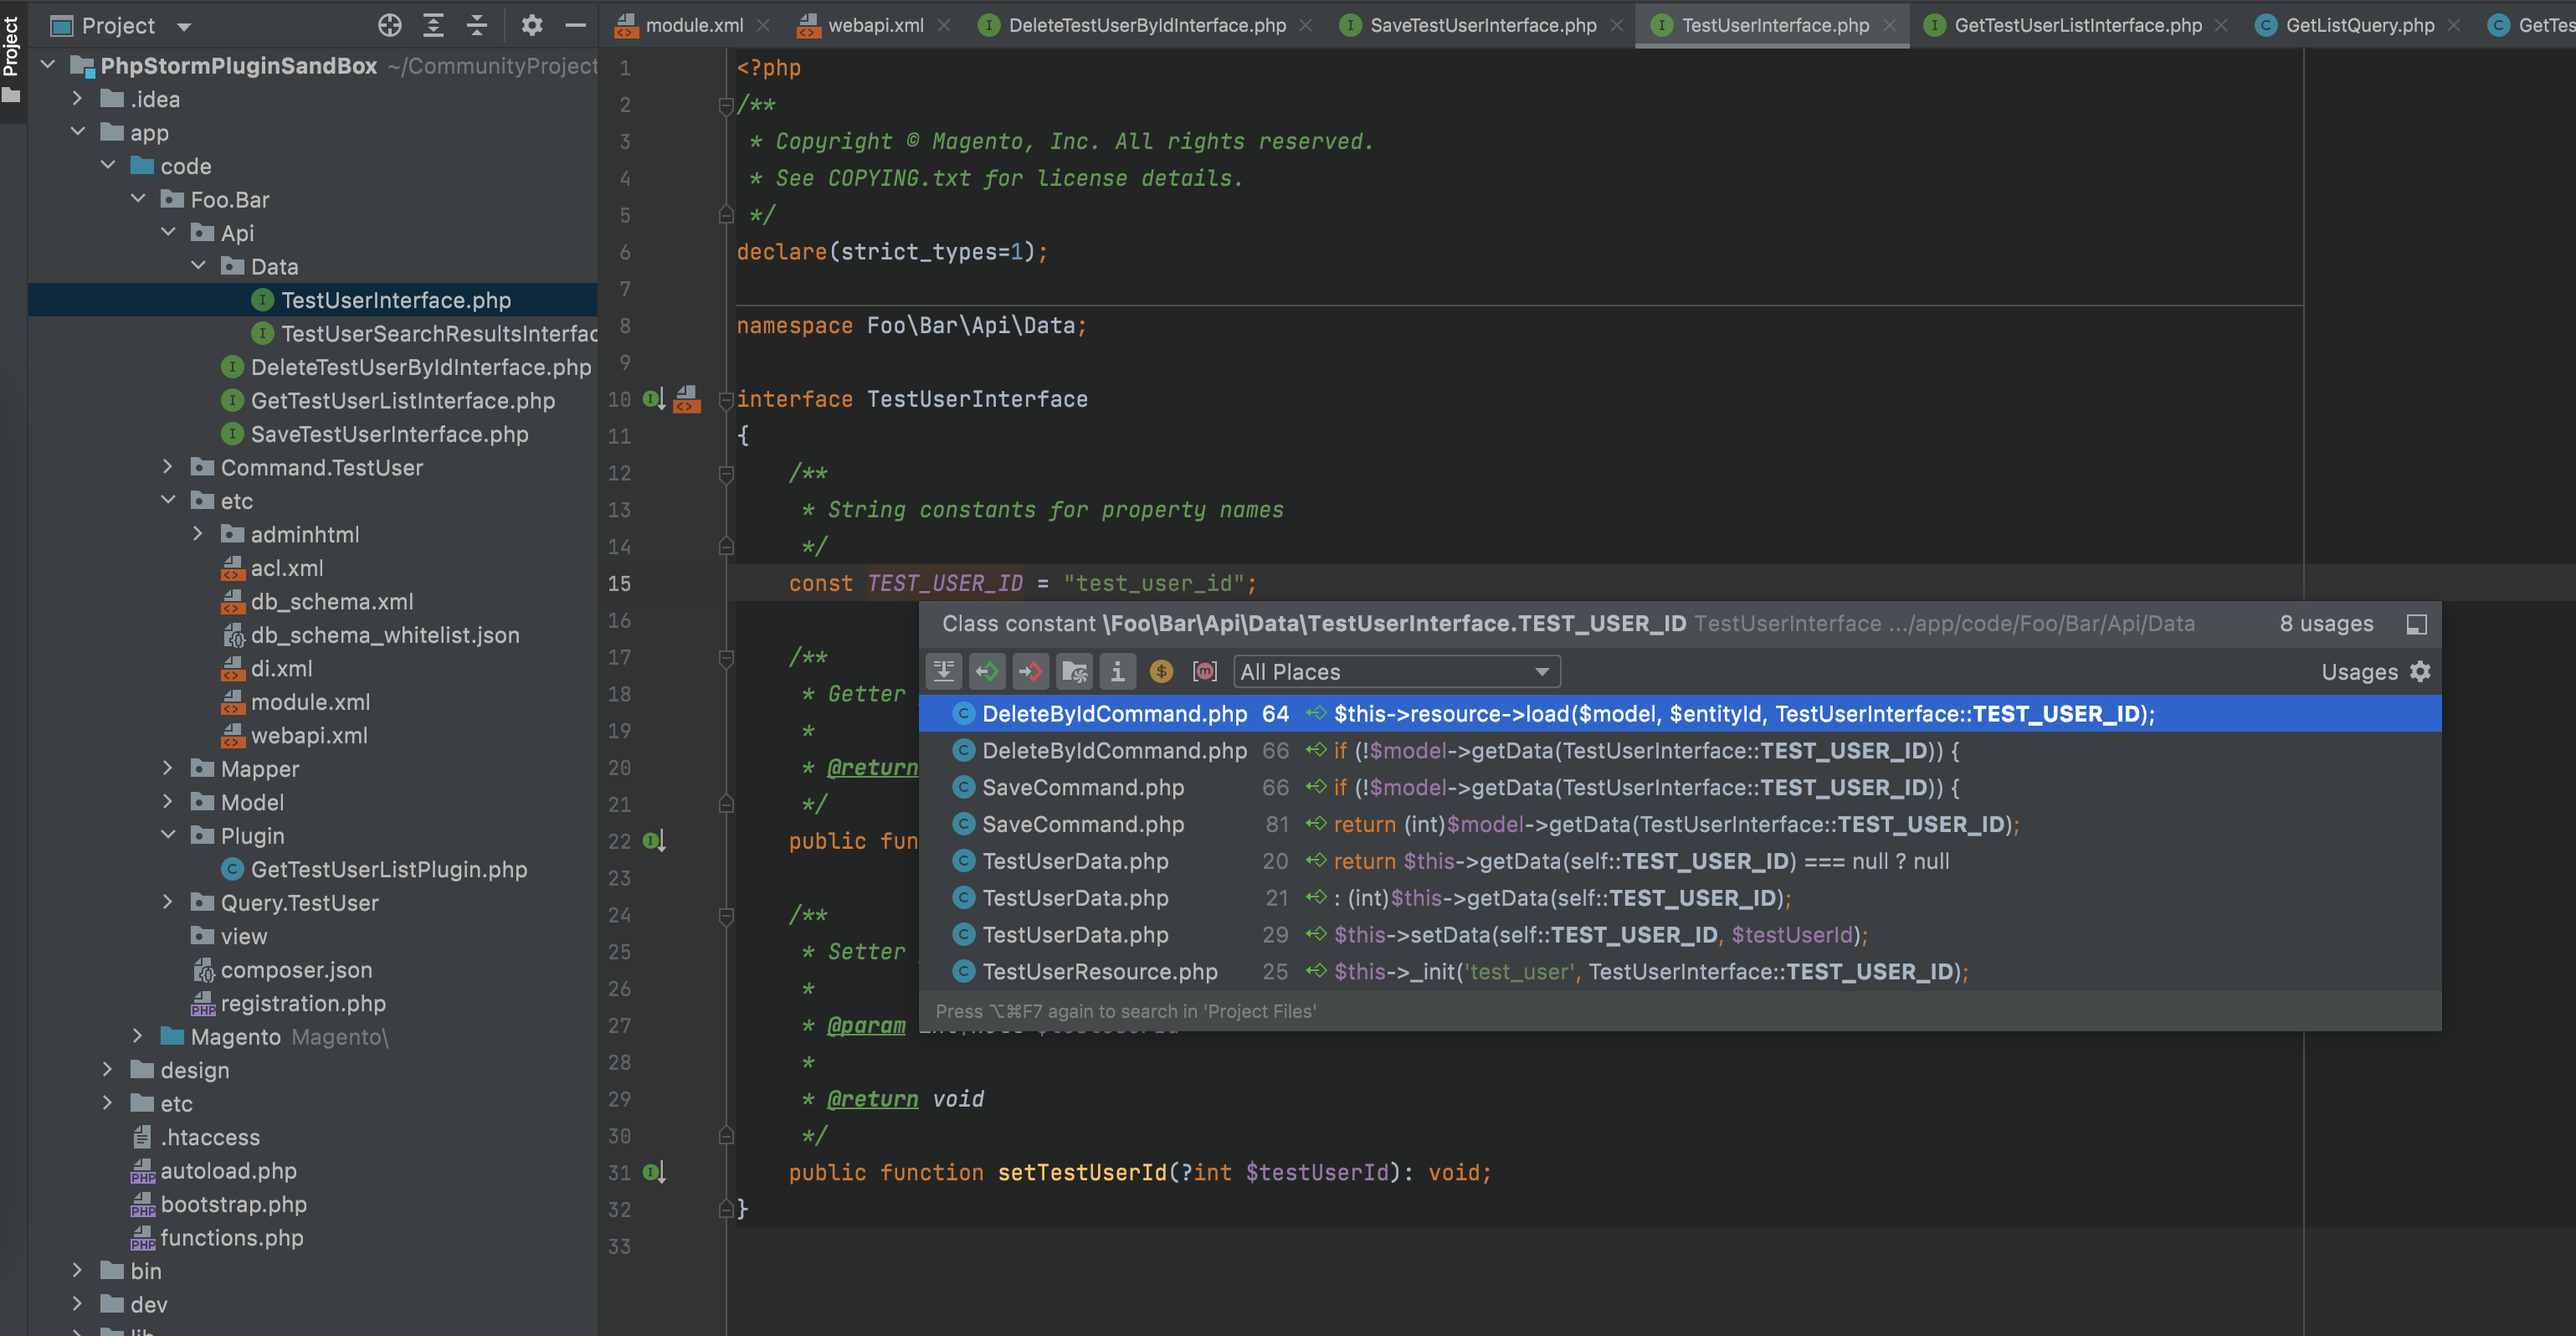 Project
Project
PhpStormPluginSandBox ~/CommunityProject
.idea
app
code
Foo.Bar
Api
Data
TestUserInterface.php
TestUserSearchResultsInterfac
DeleteTestUserByIdInterface.php
GetTestUserListInterface.php
SaveTestUserInterface.php
Command.TestUser
etc
adminhtml
acl.xml
db_schema.xml
db_schema_whitelist.json
di.xml
module.xml
webapi.xml
Mapper
Model
Plugin
GetTestUserListPlugin.php
Query.TestUser
view
composer.json
registration.php
Magento Magento\
design
etc
.htaccess
autoload.php
bootstrap.php
functions.php
bin
dev
lib
module.xml webapi.xml DeleteTestUserByIdInterface.php SaveTestUserInterface.php TestUserInterface.php GetTestUserListInterface.php GetListQuery.php GetTes
1 <?php
2 /**
3 * Copyright © Magento, Inc. All rights reserved.
4 * See COPYING.txt for license details.
5 */
6 declare(strict_types=1);
7
8 namespace Foo\Bar\Api\Data;
9
10 interface TestUserInterface
11 {
12 /**
13 * String constants for property names
14 */
15 const TEST_USER_ID = "test_user_id";
16
17 /**
18 * Getter
19 *
20 * @return
21 */
22 public fun
23
24 /**
25 * Setter
26 *
27 * @param
28 *
29 * @return void
30 */
31 public function setTestUserId(?int $testUserId): void;
32 }
33
Class constant \Foo\Bar\Api\Data\TestUserInterface.TEST_USER_ID TestUserInterface .../app/code/Foo/Bar/Api/Data 8 usages
All Places Usages
DeleteByIdCommand.php 64 $this->resource->load($model, $entityId, TestUserInterface::TEST_USER_ID);
DeleteByIdCommand.php 66 if (!$model->getData(TestUserInterface::TEST_USER_ID)) {
SaveCommand.php 66 if (!$model->getData(TestUserInterface::TEST_USER_ID)) {
SaveCommand.php 81 return (int)$model->getData(TestUserInterface::TEST_USER_ID);
TestUserData.php 20 return $this->getData(self::TEST_USER_ID) === null ? null
TestUserData.php 21 : (int)$this->getData(self::TEST_USER_ID);
TestUserData.php 29 $this->setData(self::TEST_USER_ID, $testUserId);
TestUserResource.php 25 $this->_init('test_user', TestUserInterface::TEST_USER_ID);
Press ⌥⌘F7 again to search in 'Project Files'